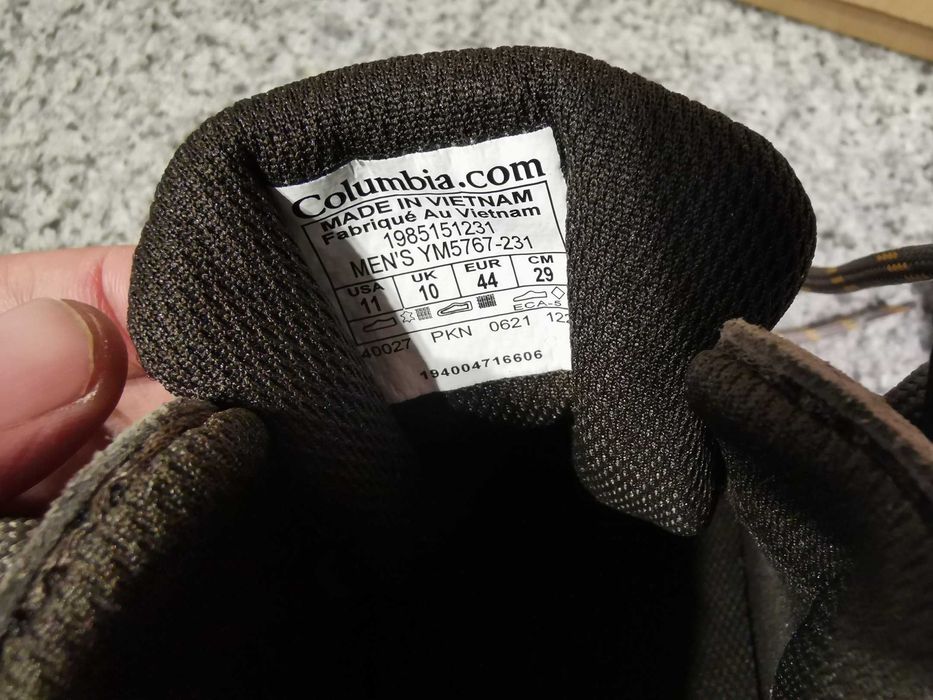 Columbia.com
MADE IN VIETNAM
Fabriqué Au Vietnam
1985151231
MEN'S YM5767-231
USA UK EUR CM
11 10 44 29
ECA-5
40027 PKN 0621
194004716606